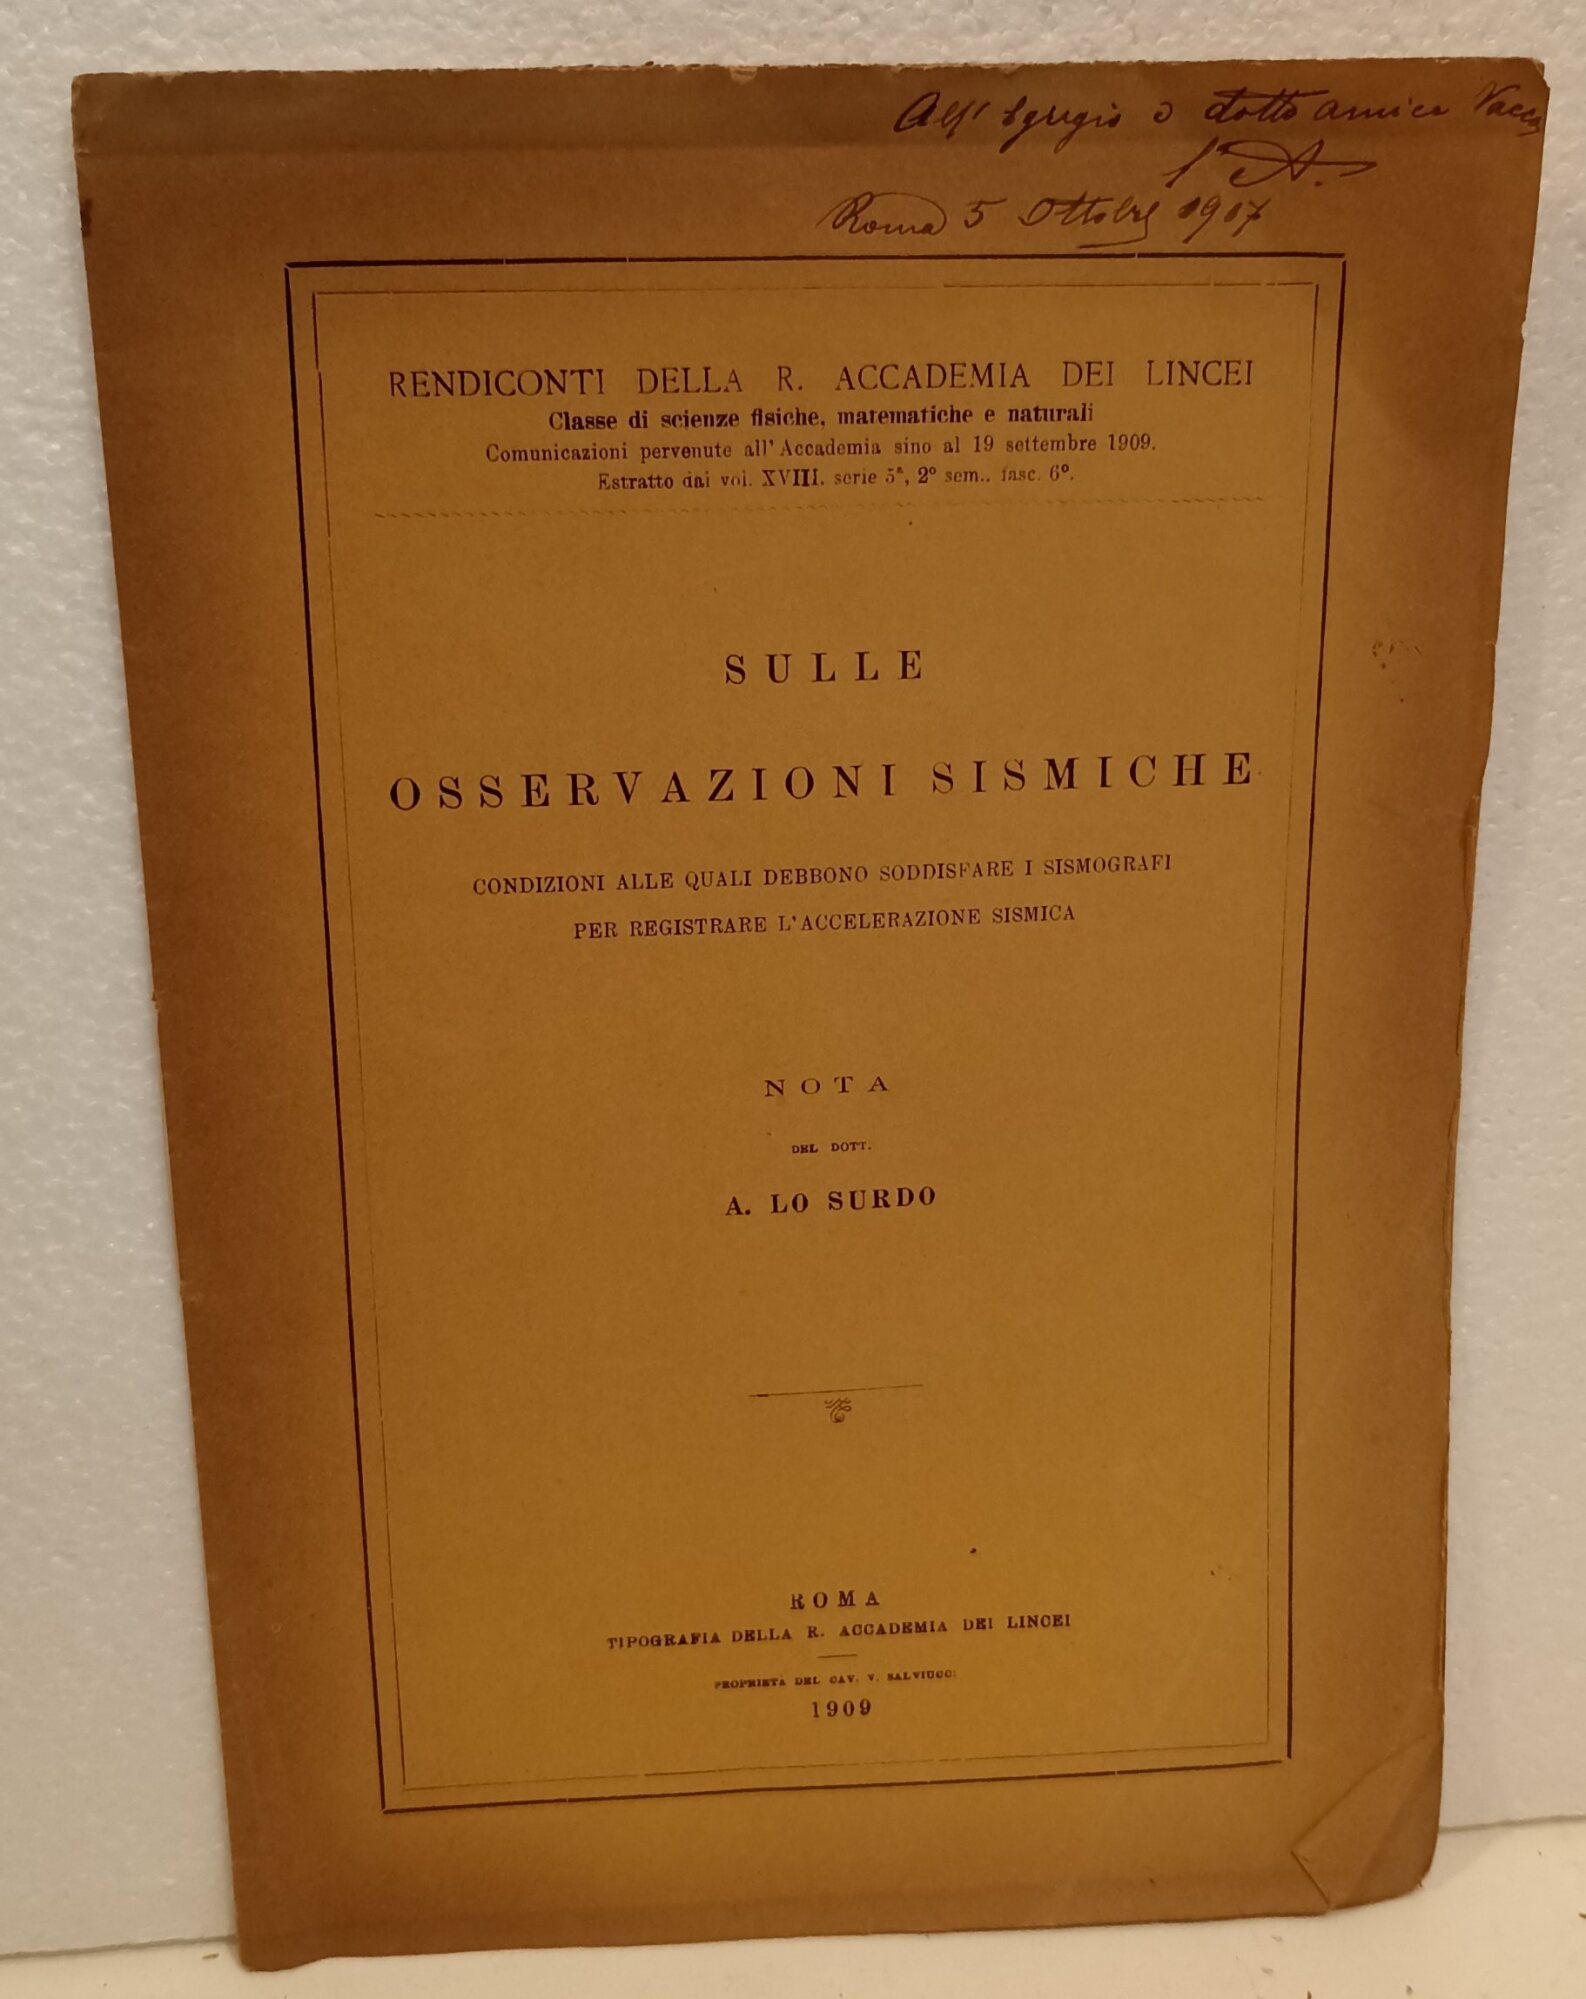 All' Egregio e dotto amico Vacca
l'A.
Roma 5 Ottobre 1917
RENDICONTI DELLA R. ACCADEMIA DEI LINCEI
Classe di scienze fisiche, matematiche e naturali
Comunicazioni pervenute all'Accademia sino al 19 settembre 1909.
Estratto dal vol. XVIII. serie 5ª, 2º sem.. fasc. 6º.
SULLE
OSSERVAZIONI SISMICHE
CONDIZIONI ALLE QUALI DEBBONO SODDISFARE I SISMOGRAFI
PER REGISTRARE L'ACCELERAZIONE SISMICA
NOTA
DEL DOTT.
A. LO SURDO
ROMA
TIPOGRAFIA DELLA R. ACCADEMIA DEI LINCEI
PROPRIETÀ DEL CAV. V. SALVIUCCI
1909